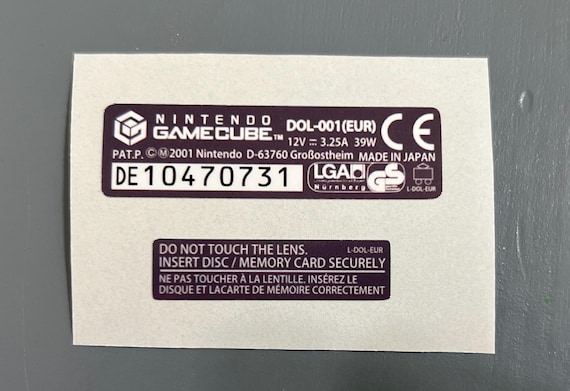 NINTENDO
GAMECUBE™ DOL-001(EUR) CE
12V ⎓ 3.25A 39W
PAT.P. ©Ⓜ2001 Nintendo D-63760 Großostheim MADE IN JAPAN
DE10470731 LGA GS
Nürnberg L-DOL-EUR
DO NOT TOUCH THE LENS. L-DOL-EUR
INSERT DISC / MEMORY CARD SECURELY
NE PAS TOUCHER À LA LENTILLE. INSÉREZ LE
DISQUE ET LACARTE DE MÉMOIRE CORRECTEMENT